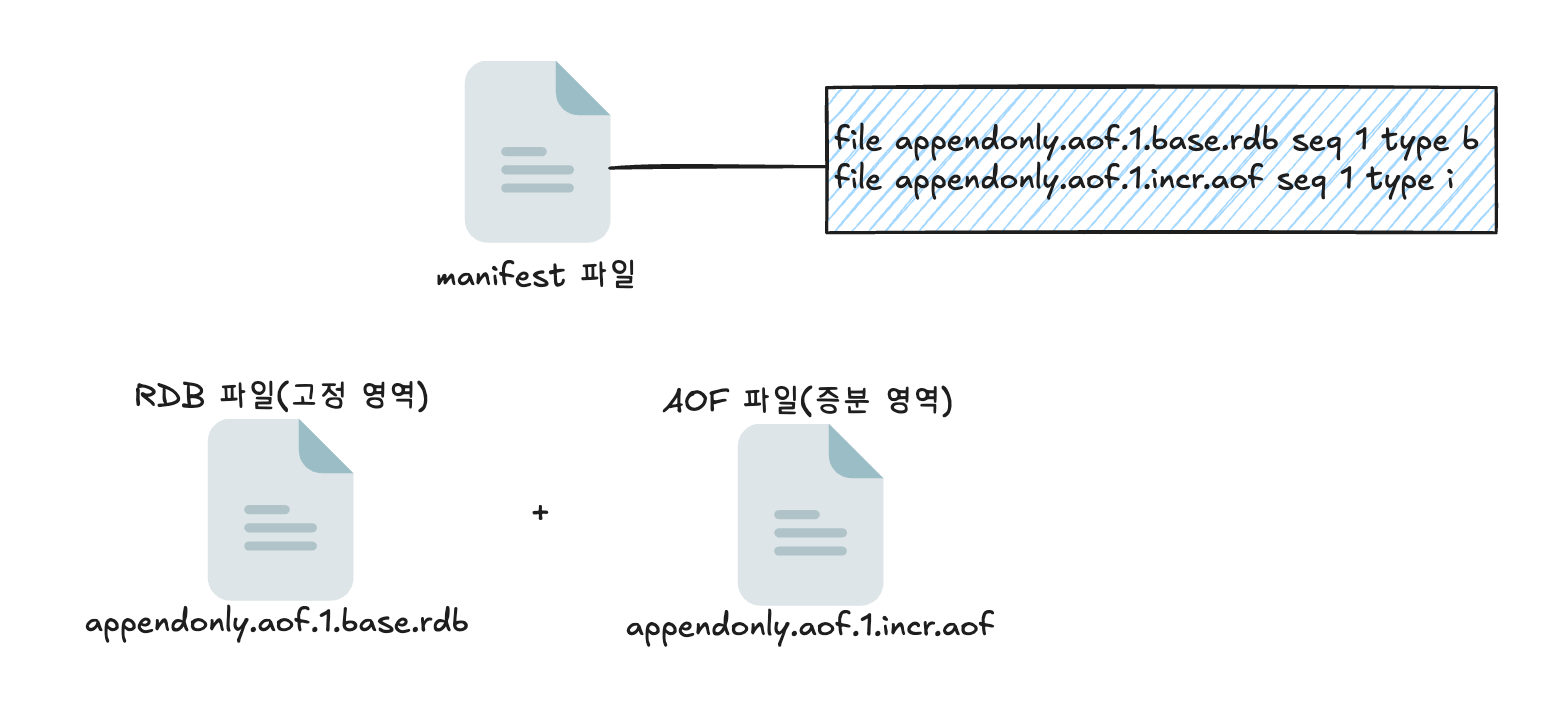 file appendonly.aof.1.base.rdb seq 1 type b
file appendonly.aof.1.incr.aof seq 1 type i
manifest 파일
RDB 파일(고정 영역)
AOF 파일(증분 영역)
+
appendonly.aof.1.base.rdb
appendonly.aof.1.incr.aof